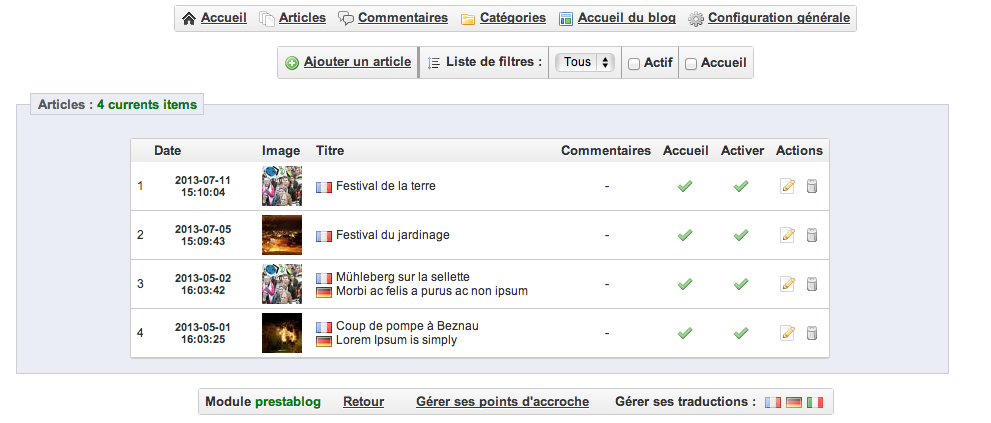 Accueil Articles Commentaires Catégories Accueil du blog Configuration générale
Ajouter un article Liste de filtres : Tous Actif Accueil
Articles : 4 currents items
Date Image Titre Commentaires Accueil Activer Actions
1 2013-07-11 15:10:04 Festival de la terre -
2 2013-07-05 15:09:43 Festival du jardinage -
3 2013-05-02 16:03:42 Mühleberg sur la sellette -
Morbi ac felis a purus ac non ipsum
4 2013-05-01 16:03:25 Coup de pompe à Beznau -
Lorem Ipsum is simply
Module prestablog Retour Gérer ses points d'accroche Gérer ses traductions :